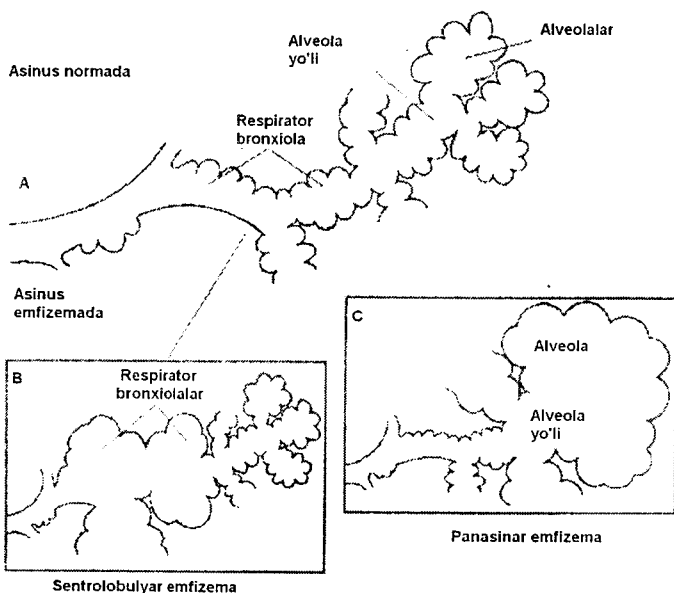 Asinus normada
Alveola
yo'li
Alveolalar
Respirator
bronxiola
A
Asinus
emfizemada
B
Respirator
bronxiolalar
Sentrolobulyar emfizema
C
Alveola
Alveola
yo'li
Panasinar emfizema